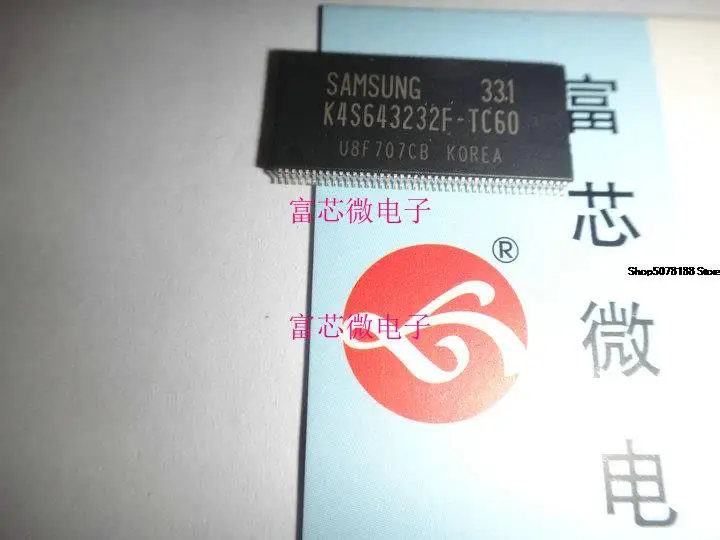 SAMSUNG 331
K4S643232F-TC60
U8F707CB KOREA
富芯微电子
®
富芯微电子
富
芯
微
电
Shop5078188 Store